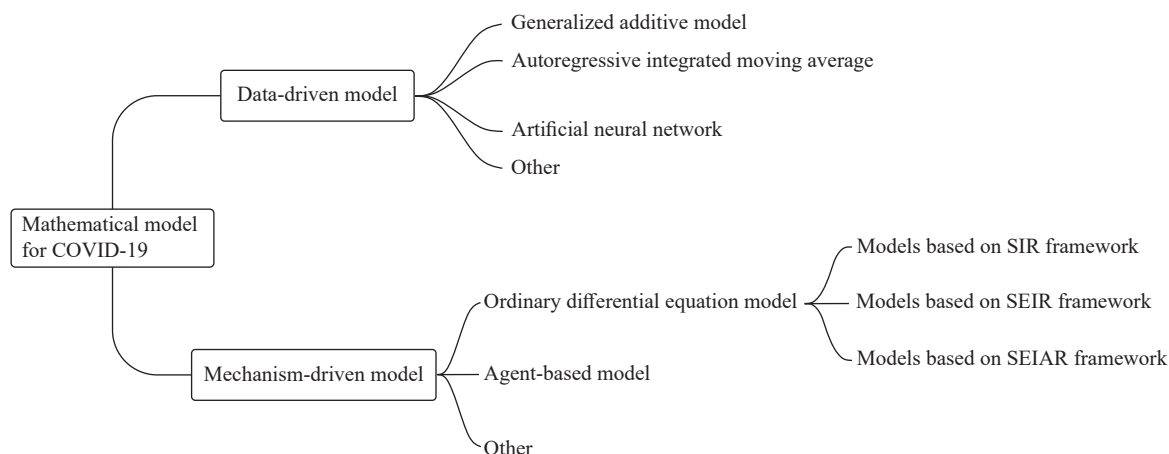 Generalized additive model
Autoregressive integrated moving average
Data-driven model
Artificial neural network
Other
Mathematical model
for COVID-19
Models based on SIR framework
Ordinary differential equation model
Models based on SEIR framework
Models based on SEIAR framework
Mechanism-driven model
Agent-based model
Other